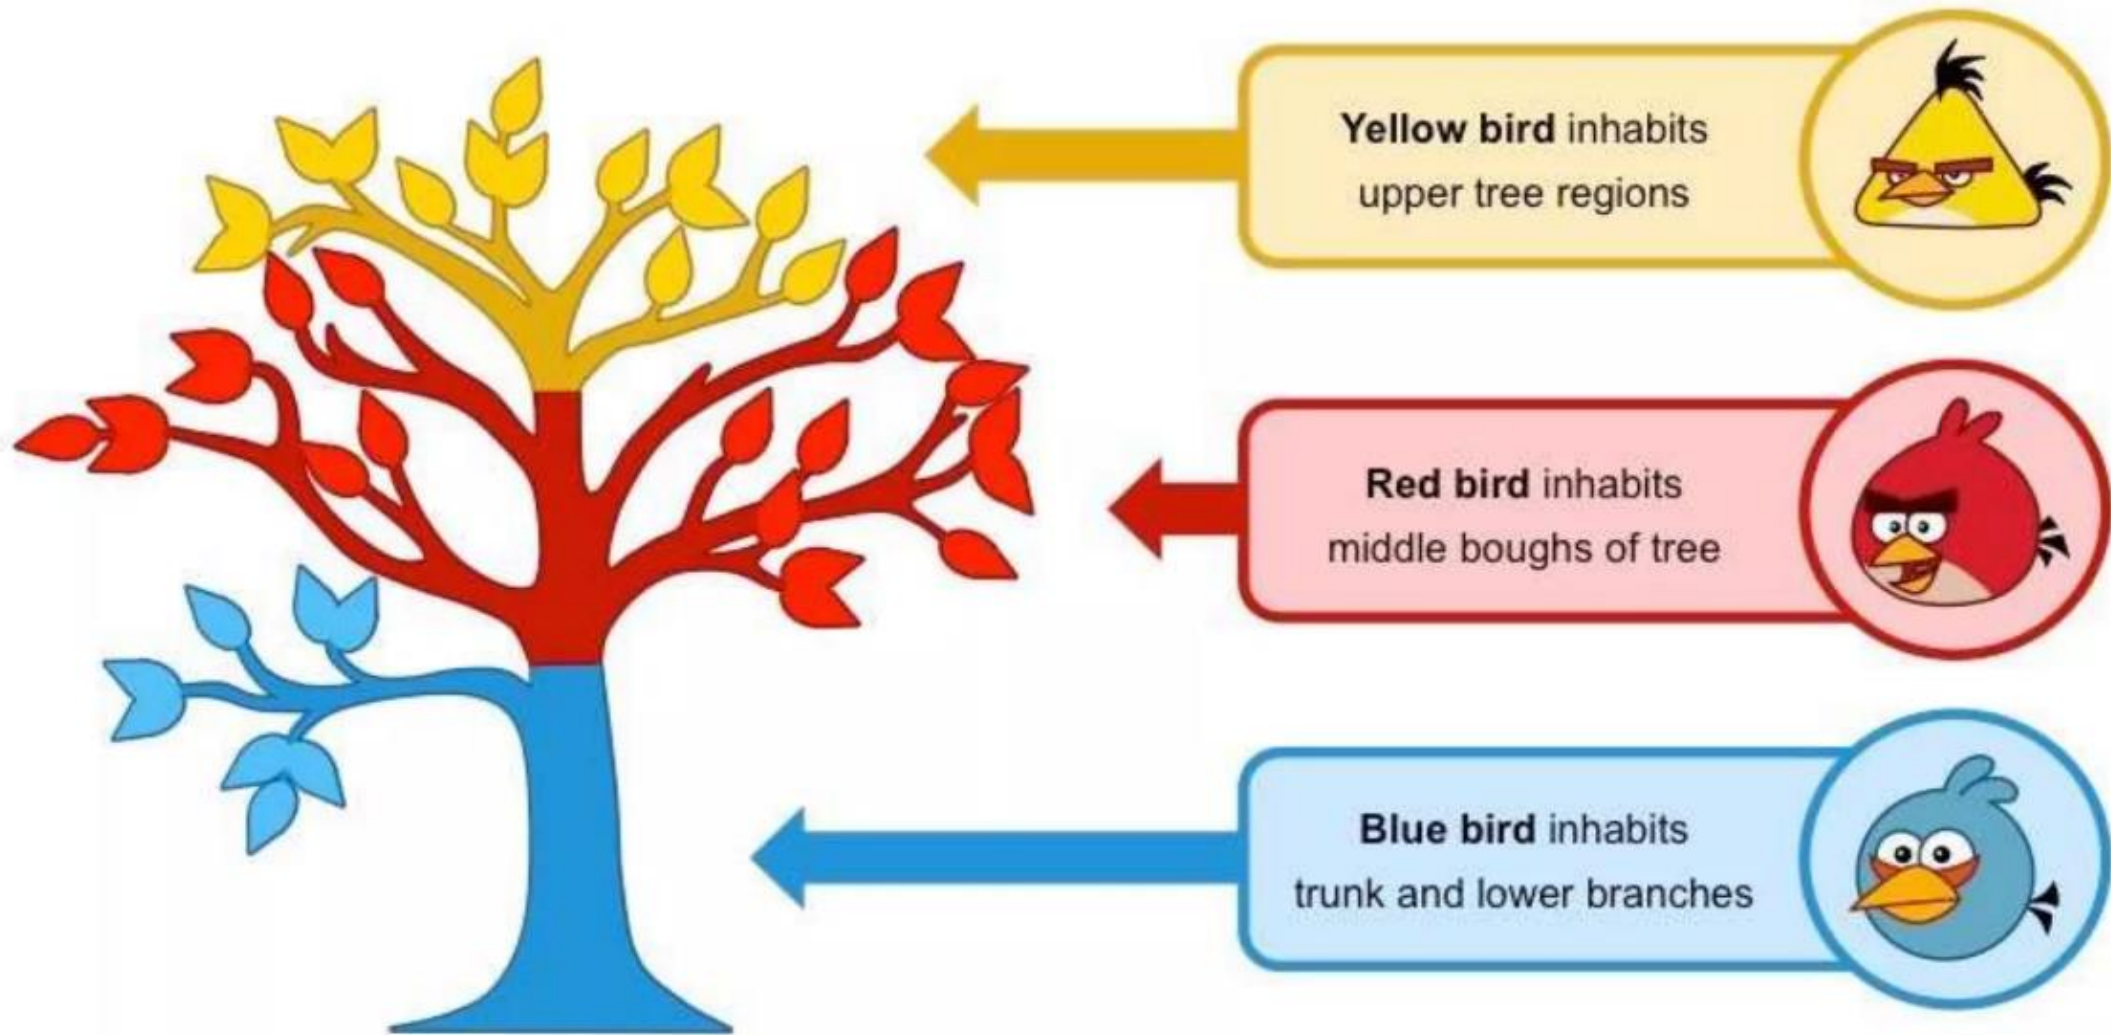 Yellow bird inhabits
upper tree regions
Red bird inhabits
middle boughs of tree
Blue bird inhabits
trunk and lower branches